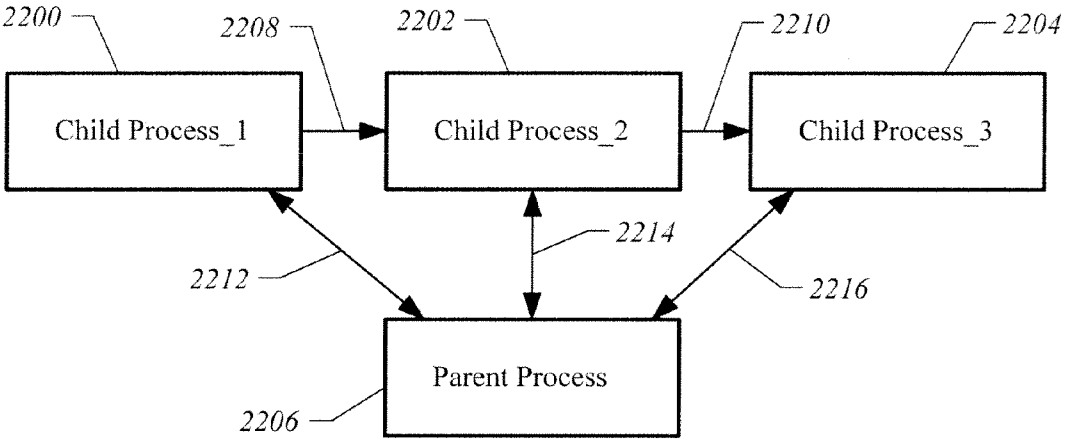 2200
2208
2202
2210
2204
Child Process_1
Child Process_2
Child Process_3
2212
2214
2216
Parent Process
2206